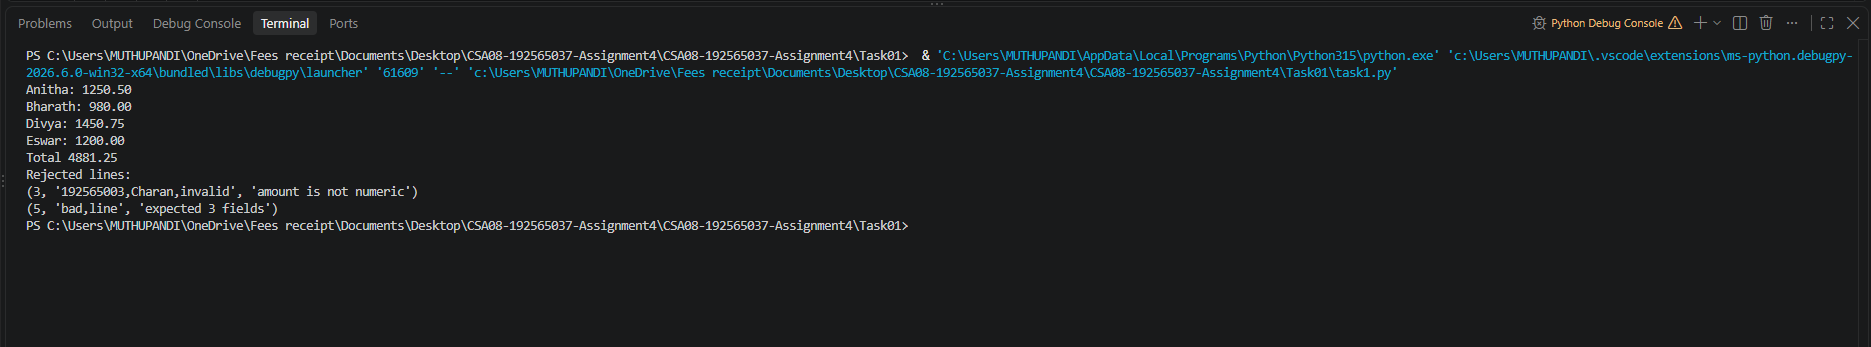 Problems Output Debug Console Terminal Ports Python Debug Console
PS C:\Users\MUTHUPANDI\OneDrive\Fees receipt\Documents\Desktop\CSA08-192565037-Assignment4\CSA08-192565037-Assignment4\Task01>  & 'C:\Users\MUTHUPANDI\AppData\Local\Programs\Python\Python315\python.exe' 'c:\Users\MUTHUPANDI\.vscode\extensions\ms-python.debugpy-
2026.6.0-win32-x64\bundled\libs\debugpy\launcher' '61609' '--' 'c:\Users\MUTHUPANDI\OneDrive\Fees receipt\Documents\Desktop\CSA08-192565037-Assignment4\CSA08-192565037-Assignment4\Task01\task1.py'
Anitha: 1250.50
Bharath: 980.00
Divya: 1450.75
Eswar: 1200.00
Total 4881.25
Rejected lines:
(3, '192565003,Charan,invalid', 'amount is not numeric')
(5, 'bad,line', 'expected 3 fields')
PS C:\Users\MUTHUPANDI\OneDrive\Fees receipt\Documents\Desktop\CSA08-192565037-Assignment4\CSA08-192565037-Assignment4\Task01>